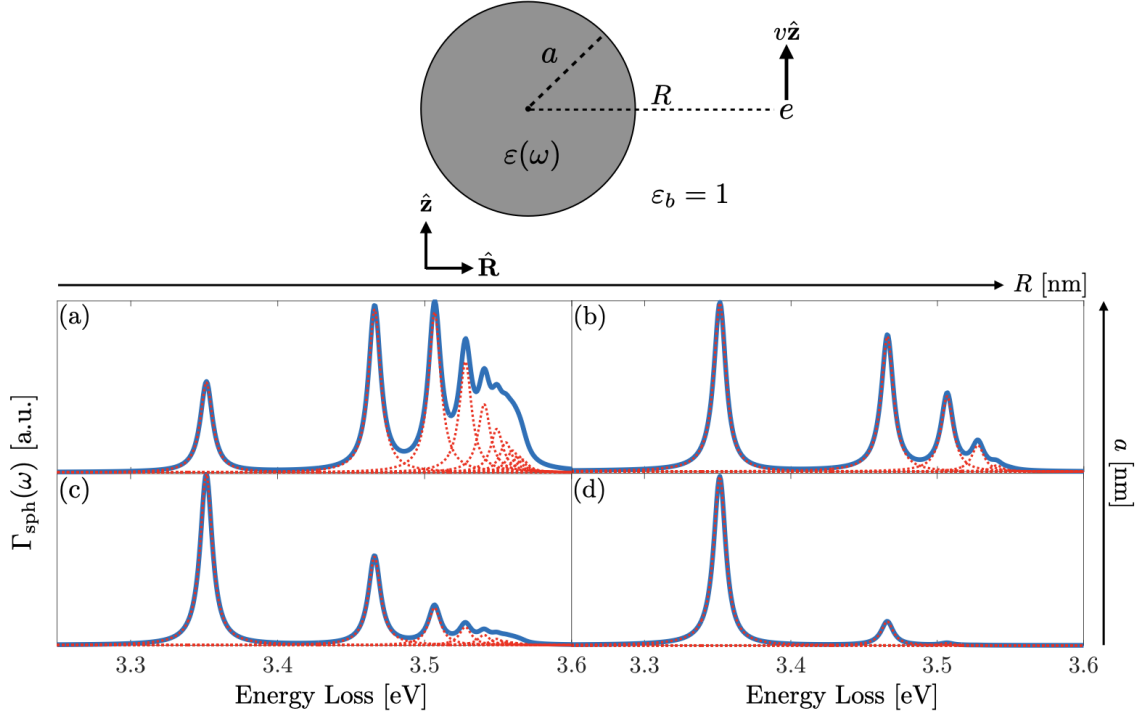 a
R
vẑ
e
ε(ω)
ε_b = 1
ẑ
R̂
R [nm]
(a)
(b)
(c)
(d)
Γ_sph(ω) [a.u.]
a [nm]
3.3
3.4
3.5
3.6
3.3
3.4
3.5
3.6
Energy Loss [eV]
Energy Loss [eV]